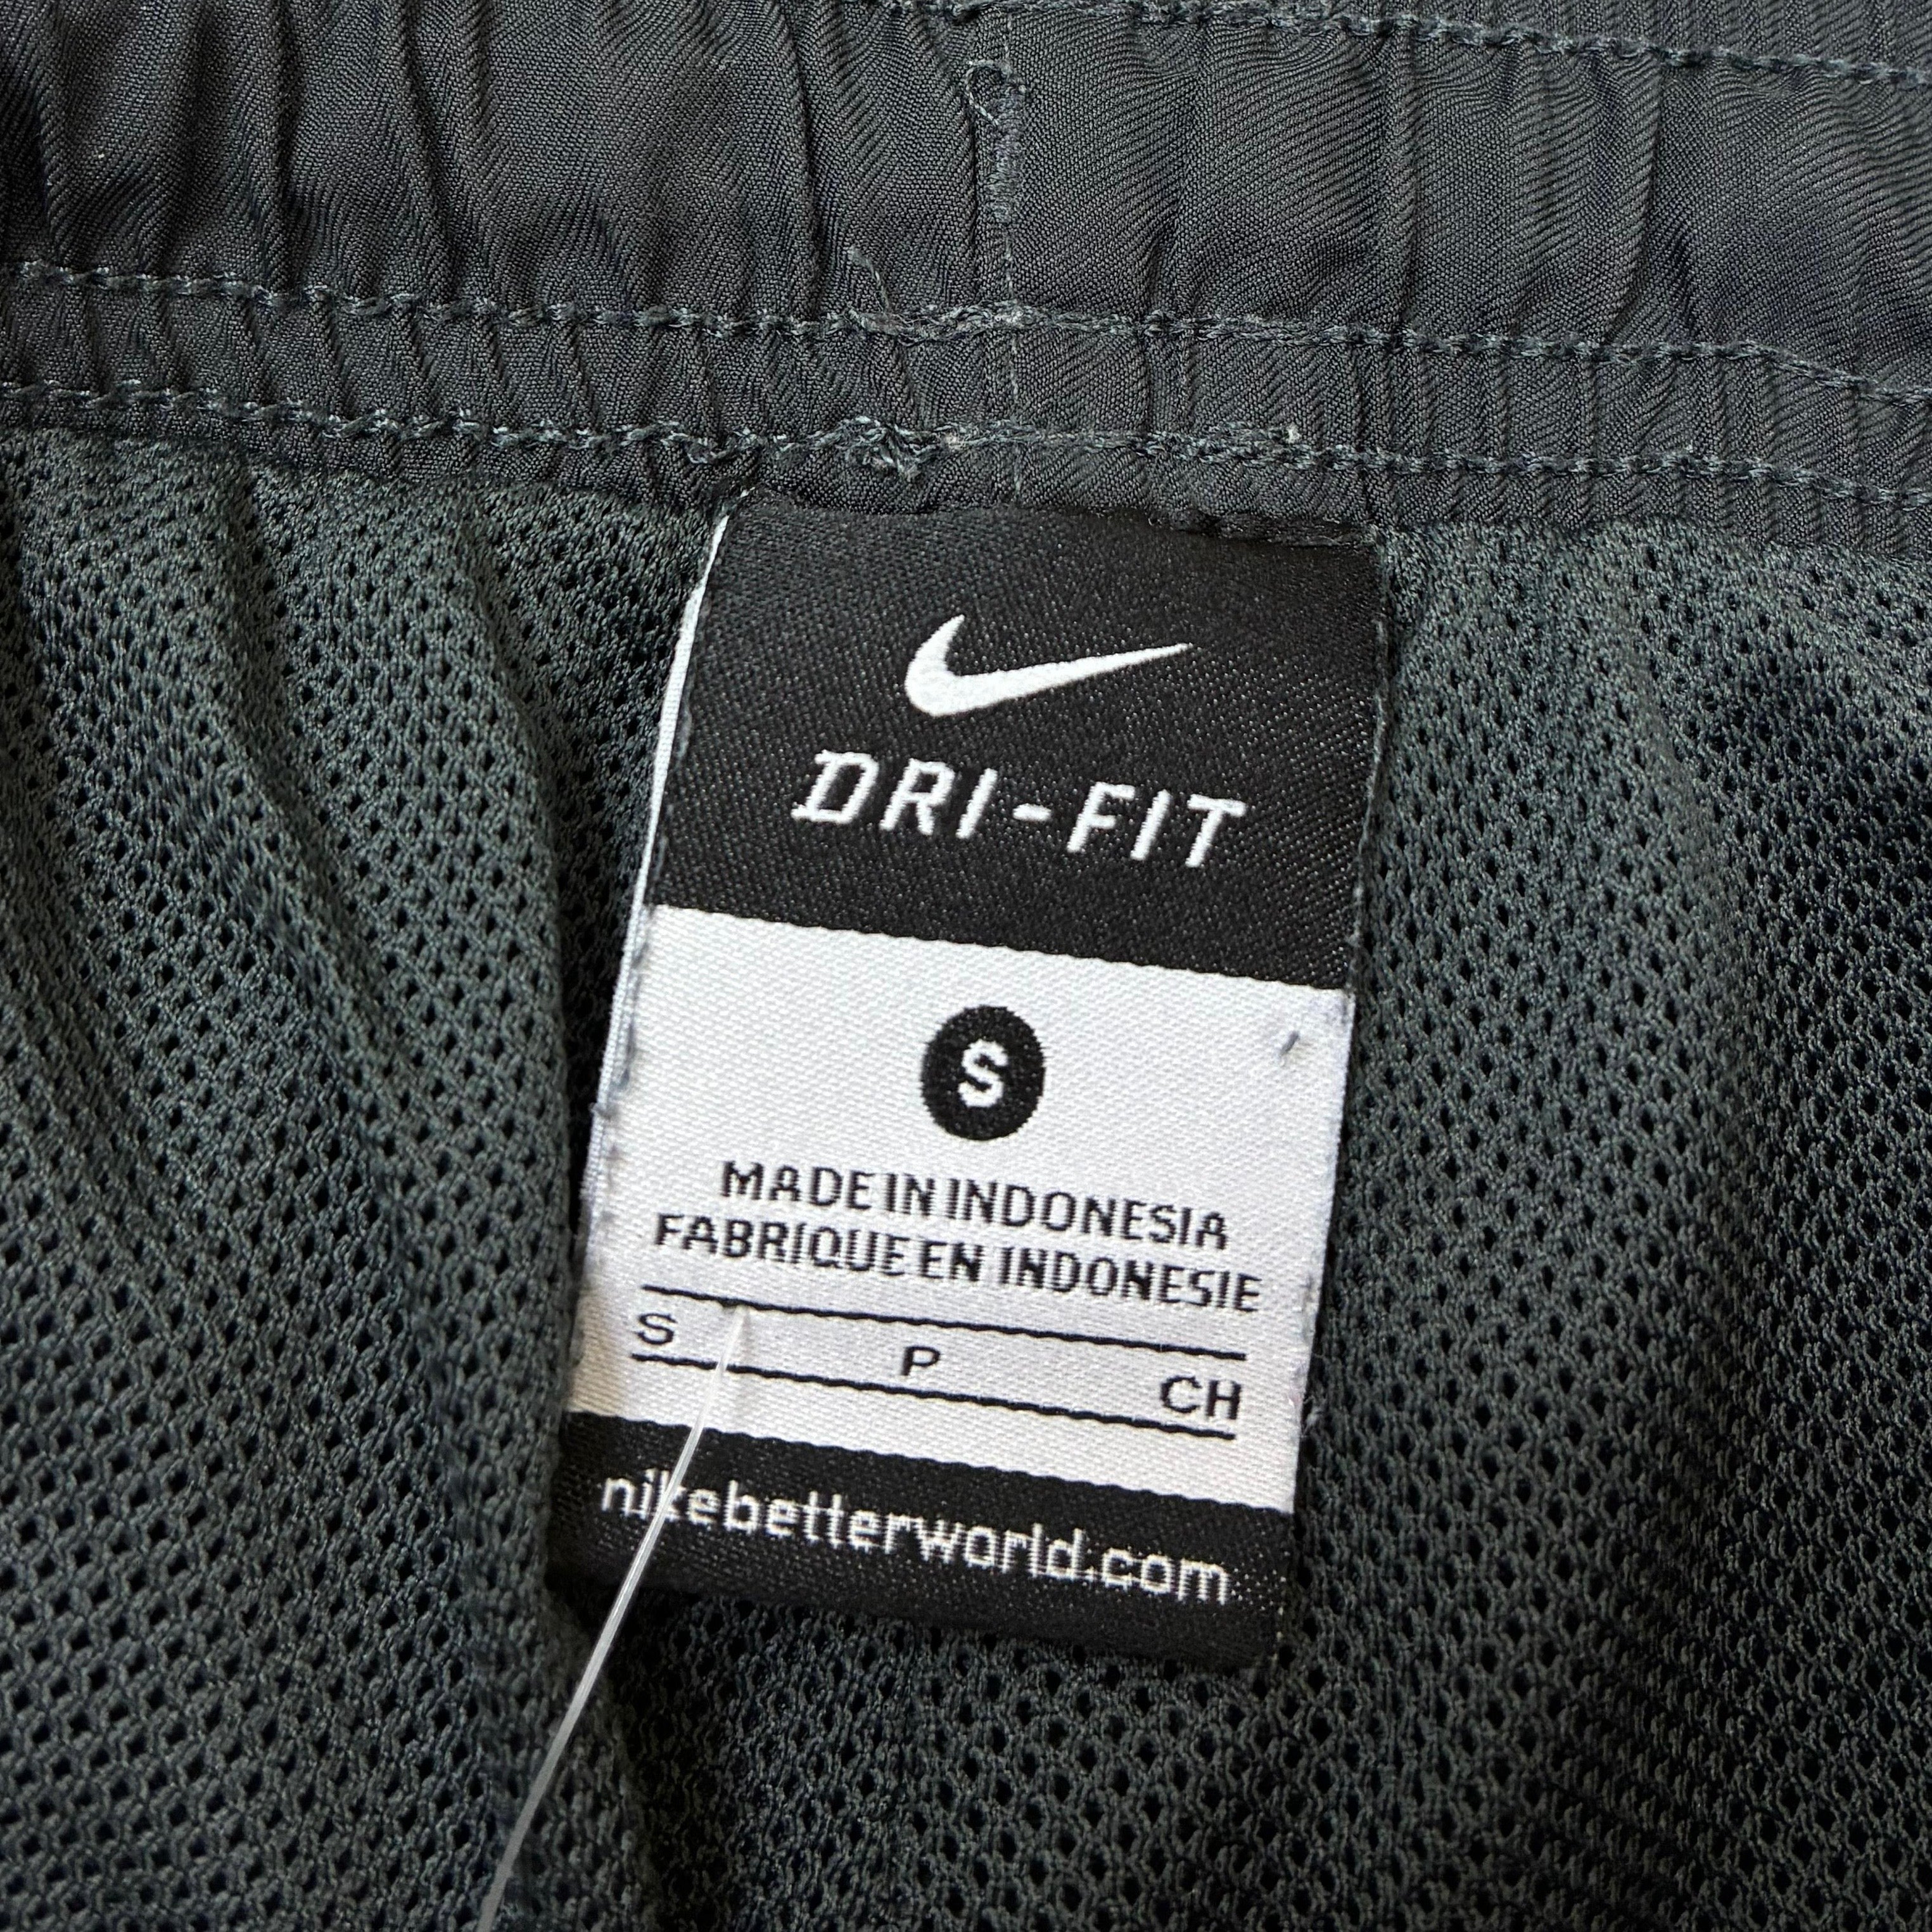 DRI-FIT
S
MADE IN INDONESIA
FABRIQUE EN INDONESIE
S P CH
nikebetterworld.com